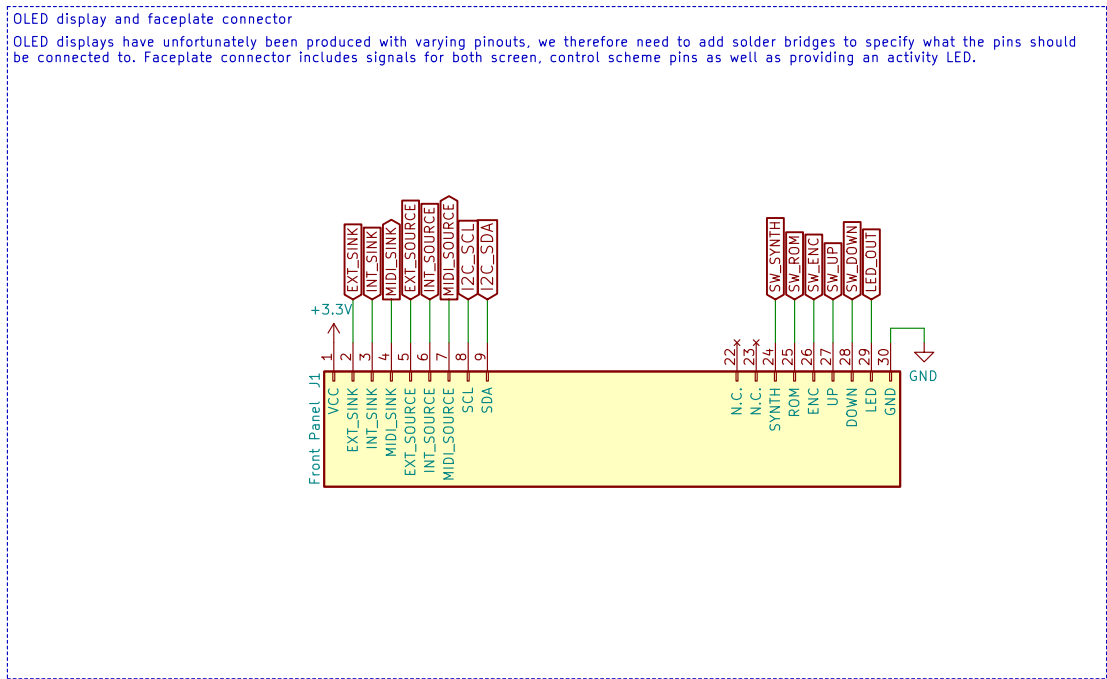 OLED display and faceplate connector
OLED displays have unfortunately been produced with varying pinouts, we therefore need to add solder bridges to specify what the pins should
be connected to. Faceplate connector includes signals for both screen, control scheme pins as well as providing an activity LED.
EXT_SINK
INT_SINK
MIDI_SINK
EXT_SOURCE
INT_SOURCE
MIDI_SOURCE
I2C_SCL
I2C_SDA
SW_SYNTH
SW_ROM
SW_ENC
SW_UP
SW_DOWN
LED_OUT
+3.3V
1
2
3
4
5
6
7
8
9
22
23
24
25
26
27
28
29
30
GND
Front Panel J1
VCC
EXT_SINK
INT_SINK
MIDI_SINK
EXT_SOURCE
INT_SOURCE
MIDI_SOURCE
SCL
SDA
N.C.
N.C.
SYNTH
ROM
ENC
UP
DOWN
LED
GND